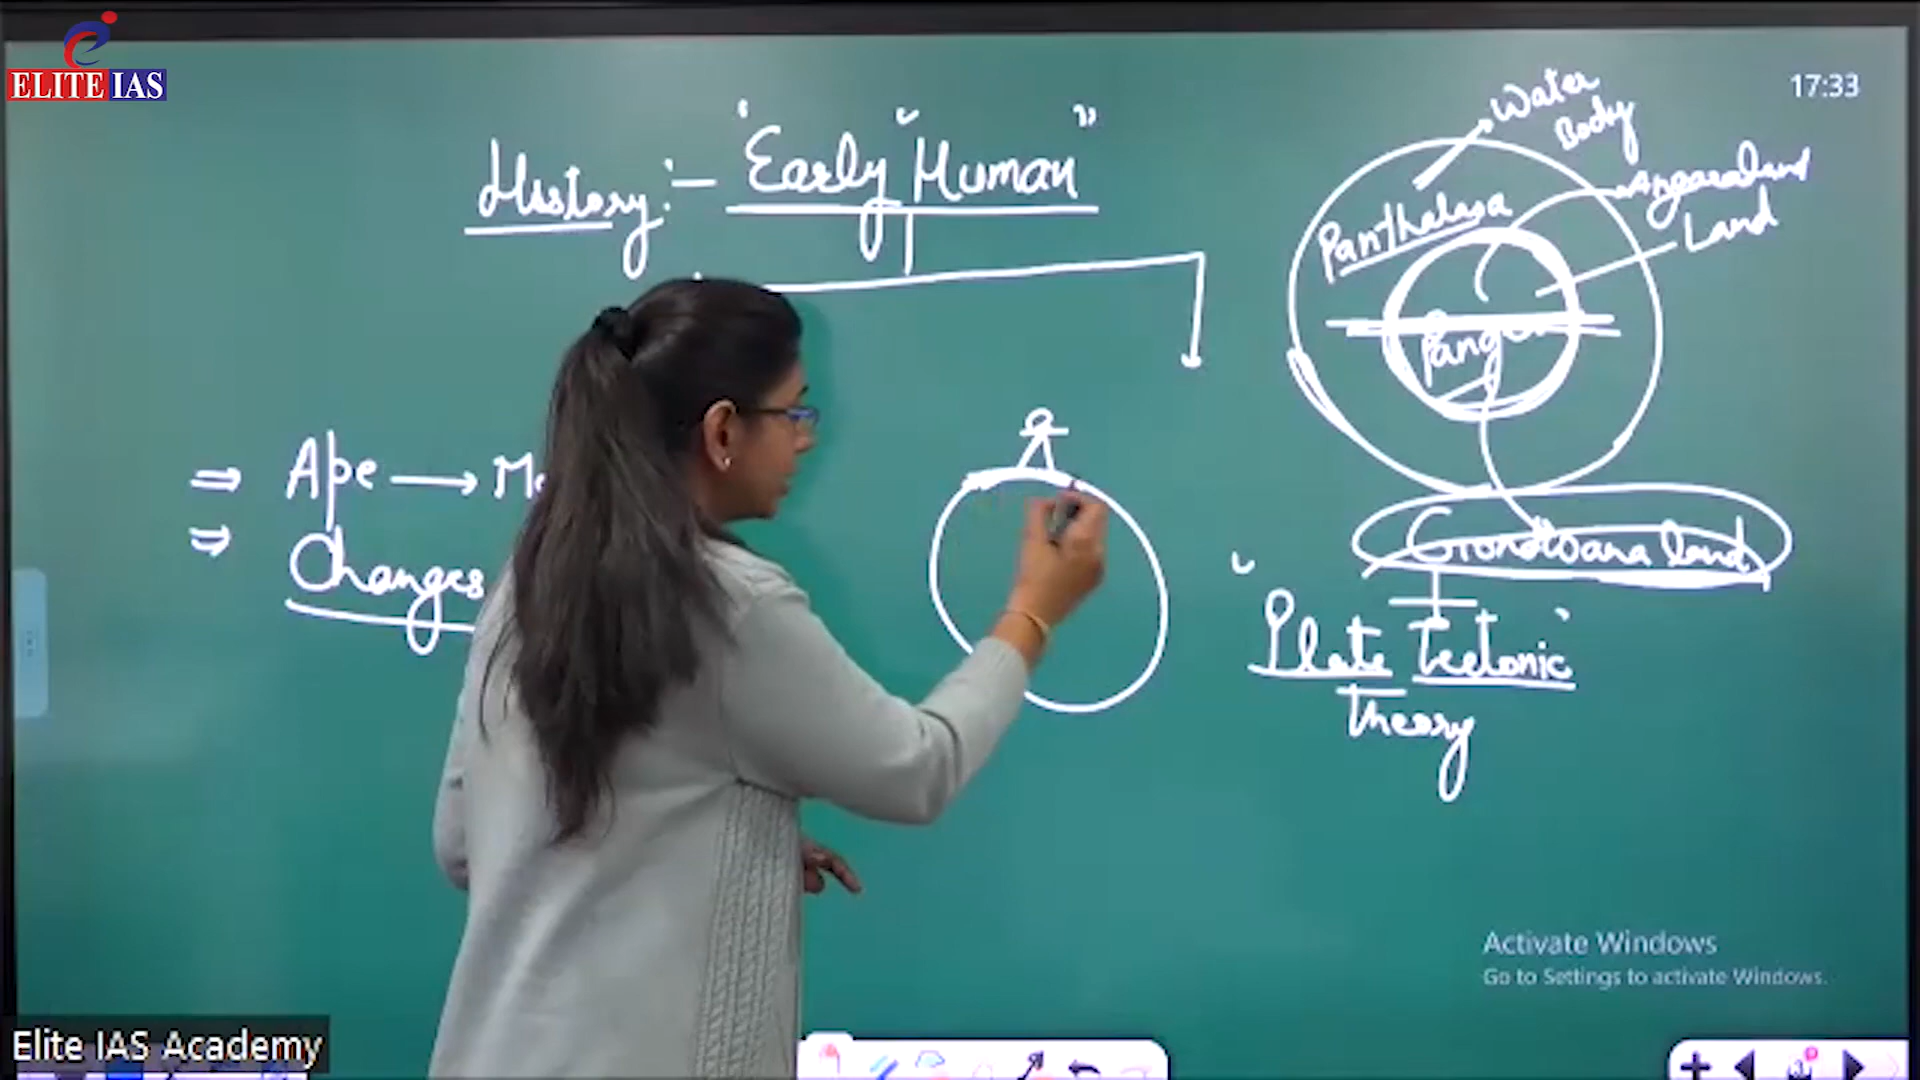 ELITE IAS
17:33
History:- "Early "Human"
Water
Body
Angaraland
Land
Panthalasa
Pangea
⇒ Ape → M
⇒ Changes
Gondwana land
"Plate tectonic"
theory
Activate Windows
Go to Settings to activate Windows.
Elite IAS Academy